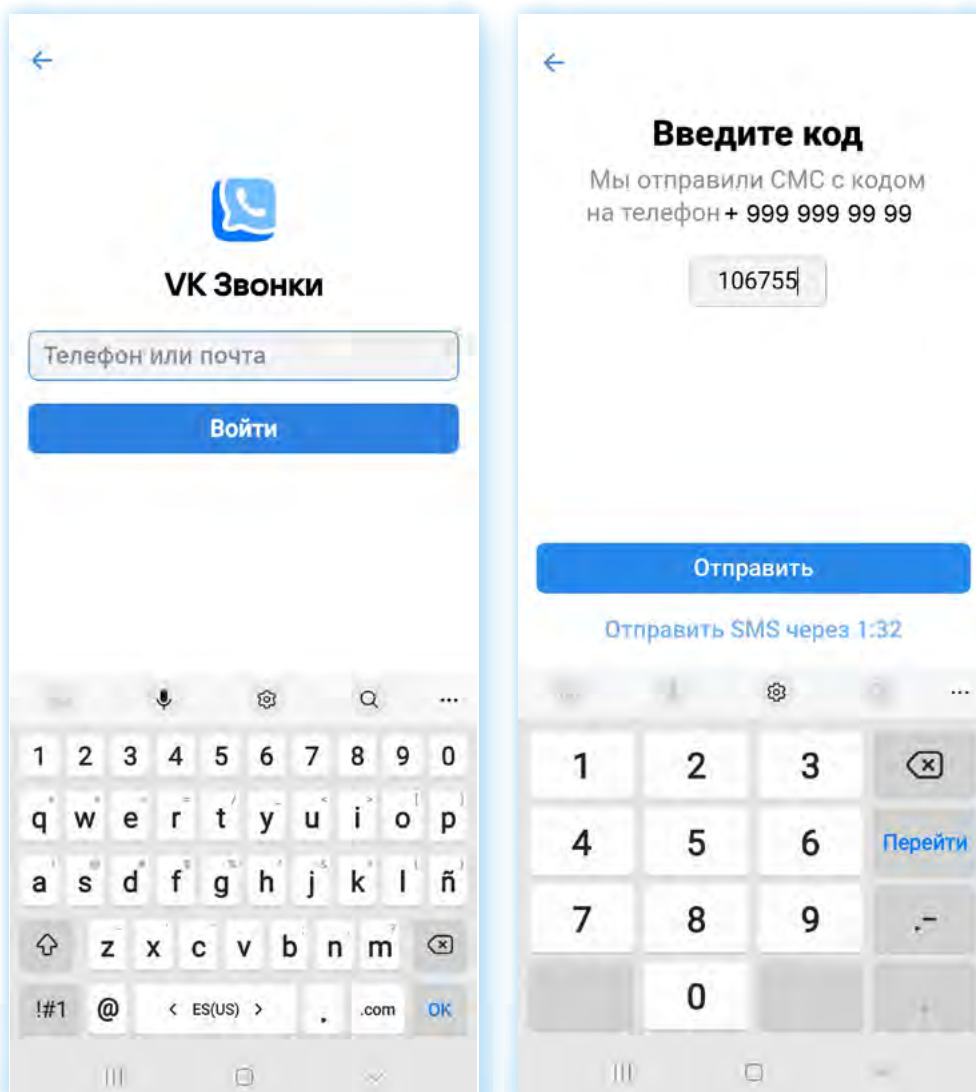 VK Звонки
Телефон или почта
Войти
1 2 3 4 5 6 7 8 9 0
q w e r t y u i o p
a s d f g h j k l ñ
z x c v b n m
!#1 @ < ES(US) > . .com OK
Введите код
Мы отправили СМС с кодом
на телефон + 999 999 99 99
106755
Отправить
Отправить SMS через 1:32
1 2 3
4 5 6 Перейти
7 8 9 .-
0 ,